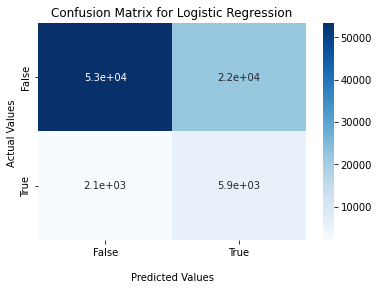 Confusion Matrix for Logistic Regression
False
5.3e+04
2.2e+04
True
2.1e+03
5.9e+03
Actual Values
False
True
Predicted Values
50000
40000
30000
20000
10000